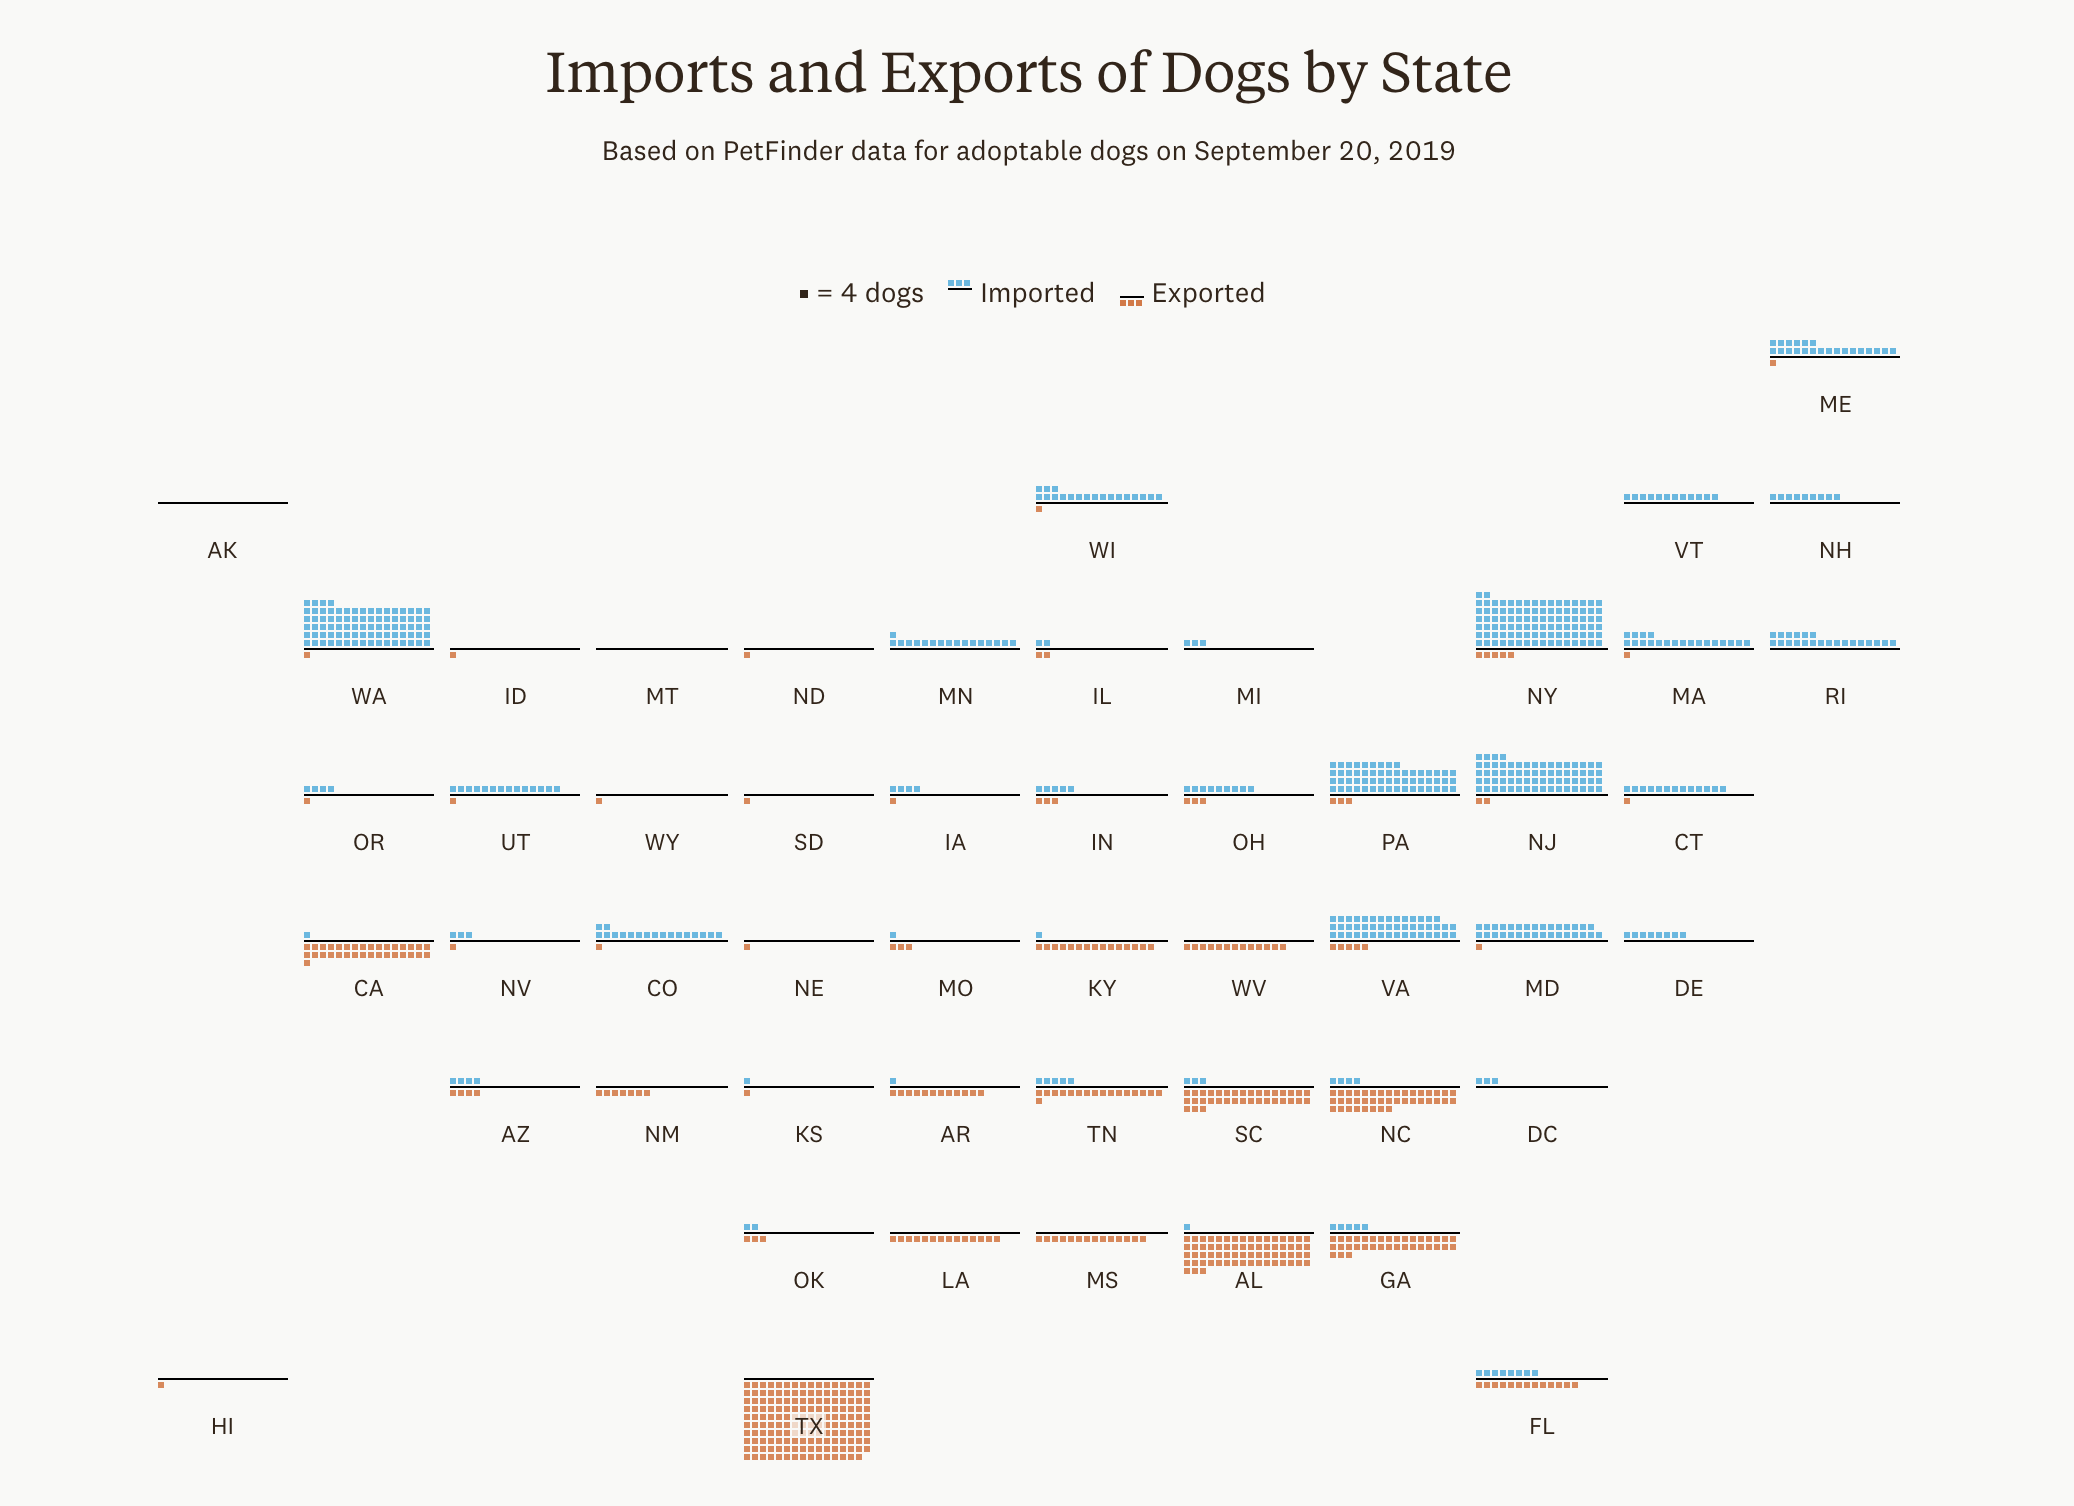 Imports and Exports of Dogs by State
Based on PetFinder data for adoptable dogs on September 20, 2019
= 4 dogs Imported Exported
ME
AK WI VT NH
WA ID MT ND MN IL MI NY MA RI
OR UT WY SD IA IN OH PA NJ CT
CA NV CO NE MO KY WV VA MD DE
AZ NM KS AR TN SC NC DC
OK LA MS AL GA
HI TX FL